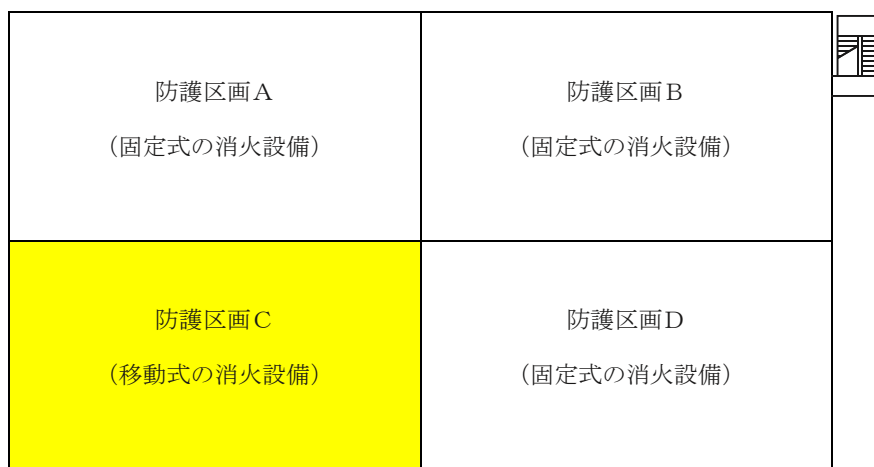 防護区画Ａ
（固定式の消火設備）
防護区画Ｂ
（固定式の消火設備）
防護区画Ｃ
（移動式の消火設備）
防護区画Ｄ
（固定式の消火設備）